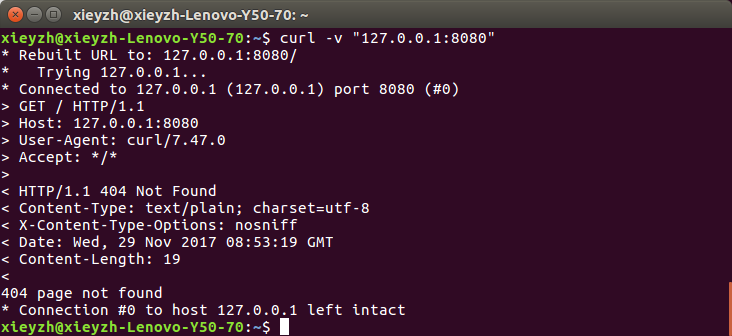 xieyzh@xieyzh-Lenovo-Y50-70: ~
xieyzh@xieyzh-Lenovo-Y50-70:~$ curl -v "127.0.0.1:8080"
* Rebuilt URL to: 127.0.0.1:8080/
*   Trying 127.0.0.1...
* Connected to 127.0.0.1 (127.0.0.1) port 8080 (#0)
> GET / HTTP/1.1
> Host: 127.0.0.1:8080
> User-Agent: curl/7.47.0
> Accept: */*
>
< HTTP/1.1 404 Not Found
< Content-Type: text/plain; charset=utf-8
< X-Content-Type-Options: nosniff
< Date: Wed, 29 Nov 2017 08:53:19 GMT
< Content-Length: 19
<
404 page not found
* Connection #0 to host 127.0.0.1 left intact
xieyzh@xieyzh-Lenovo-Y50-70:~$